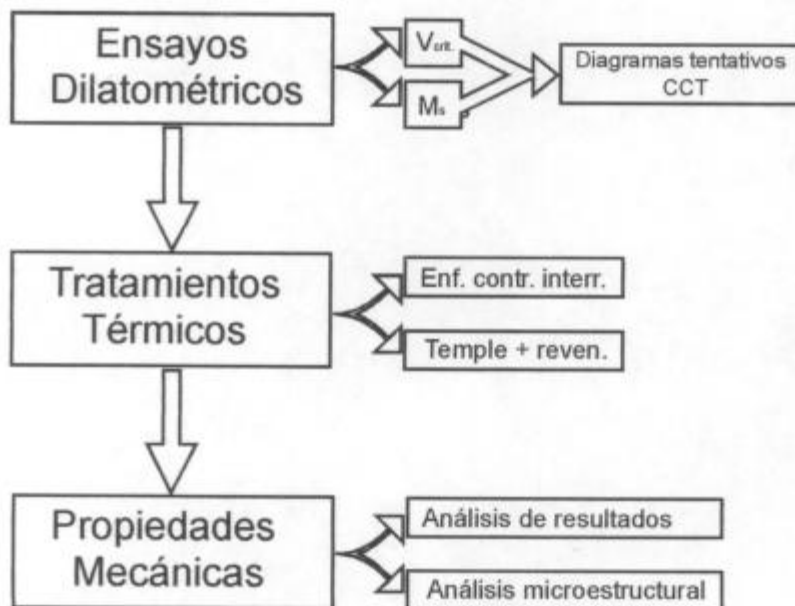 Ensayos
Dilatométricos
Vcrit.
Ms
Diagramas tentativos
CCT
Tratamientos
Térmicos
Enf. contr. interr.
Temple + reven.
Propiedades
Mecánicas
Análisis de resultados
Análisis microestructural